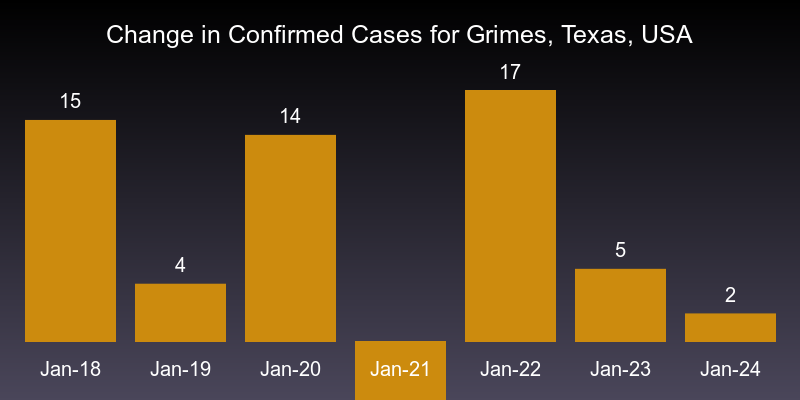 Change in Confirmed Cases for Grimes, Texas, USA
15
4
14
17
5
2
Jan-18
Jan-19
Jan-20
Jan-21
Jan-22
Jan-23
Jan-24